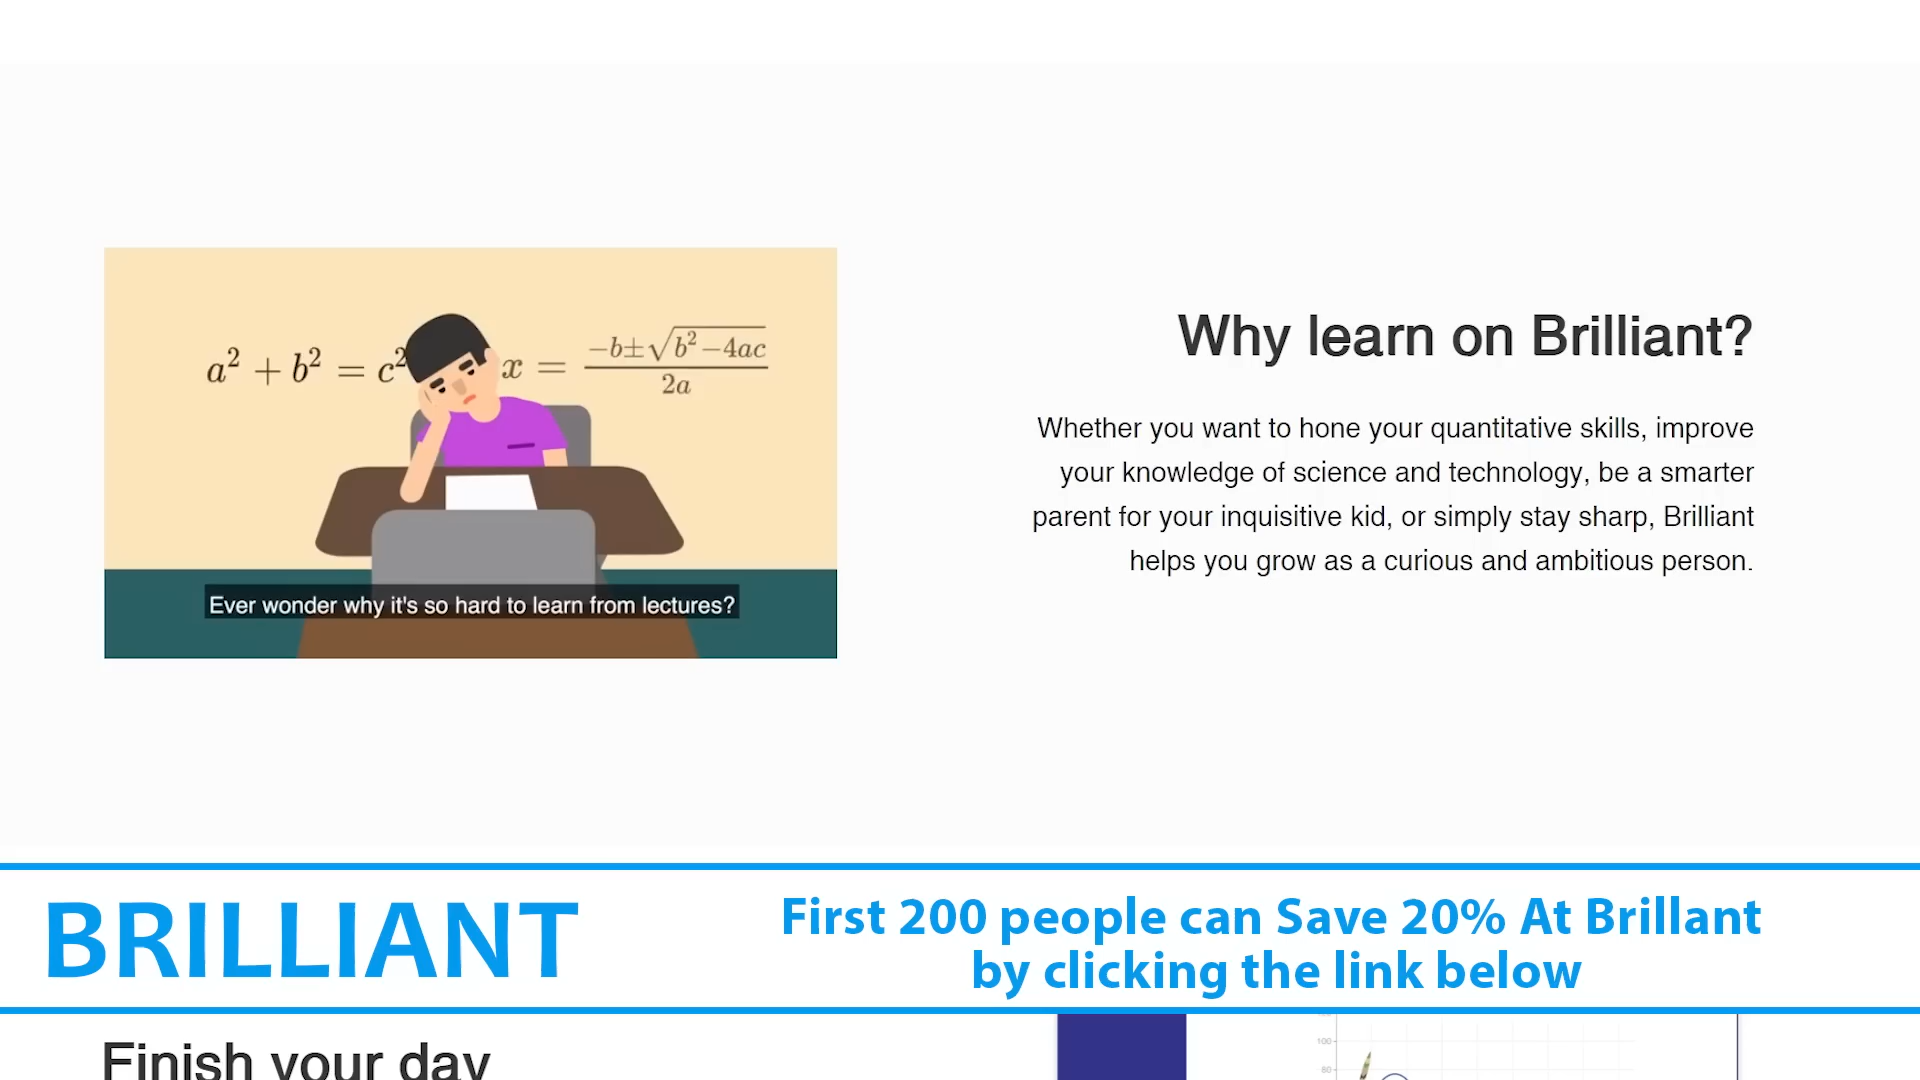 a² + b² = c²
x = −b±√b²−4ac
2a
Ever wonder why it's so hard to learn from lectures?
Why learn on Brilliant?
Whether you want to hone your quantitative skills, improve
your knowledge of science and technology, be a smarter
parent for your inquisitive kid, or simply stay sharp, Brilliant
helps you grow as a curious and ambitious person.
BRILLIANT
First 200 people can Save 20% At Brillant
by clicking the link below
Finish your day
100
80